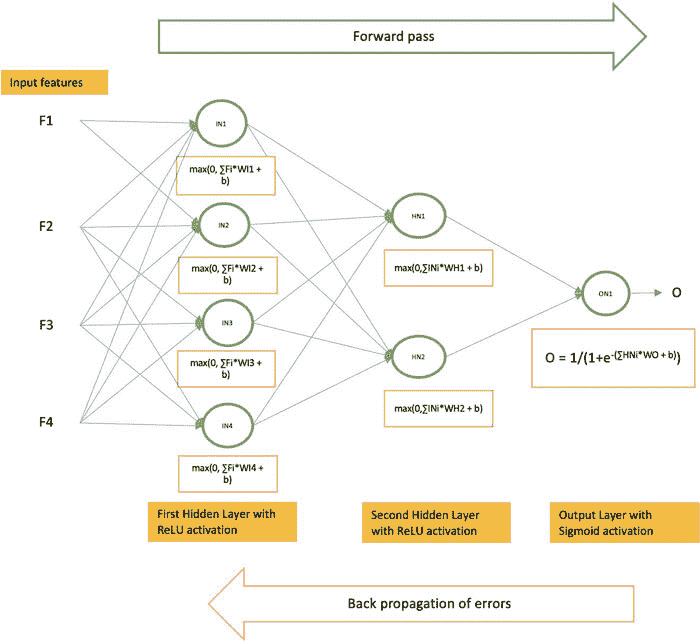 Forward pass
Input features
F1
F2
F3
F4
IN1
max(0, ∑Fi*WI1 +
b)
IN2
max(0, ∑Fi*WI2 +
b)
IN3
max(0, ∑Fi*WI3 +
b)
IN4
max(0, ∑Fi*WI4 +
b)
HN1
max(0,∑INi*WH1 + b)
HN2
max(0,∑INi*WH2 + b)
ON1
O
O = 1/(1+e-(∑HNi*WO + b))
First Hidden Layer with
ReLU activation
Second Hidden Layer
with ReLU activation
Output Layer with
Sigmoid activation
Back propagation of errors